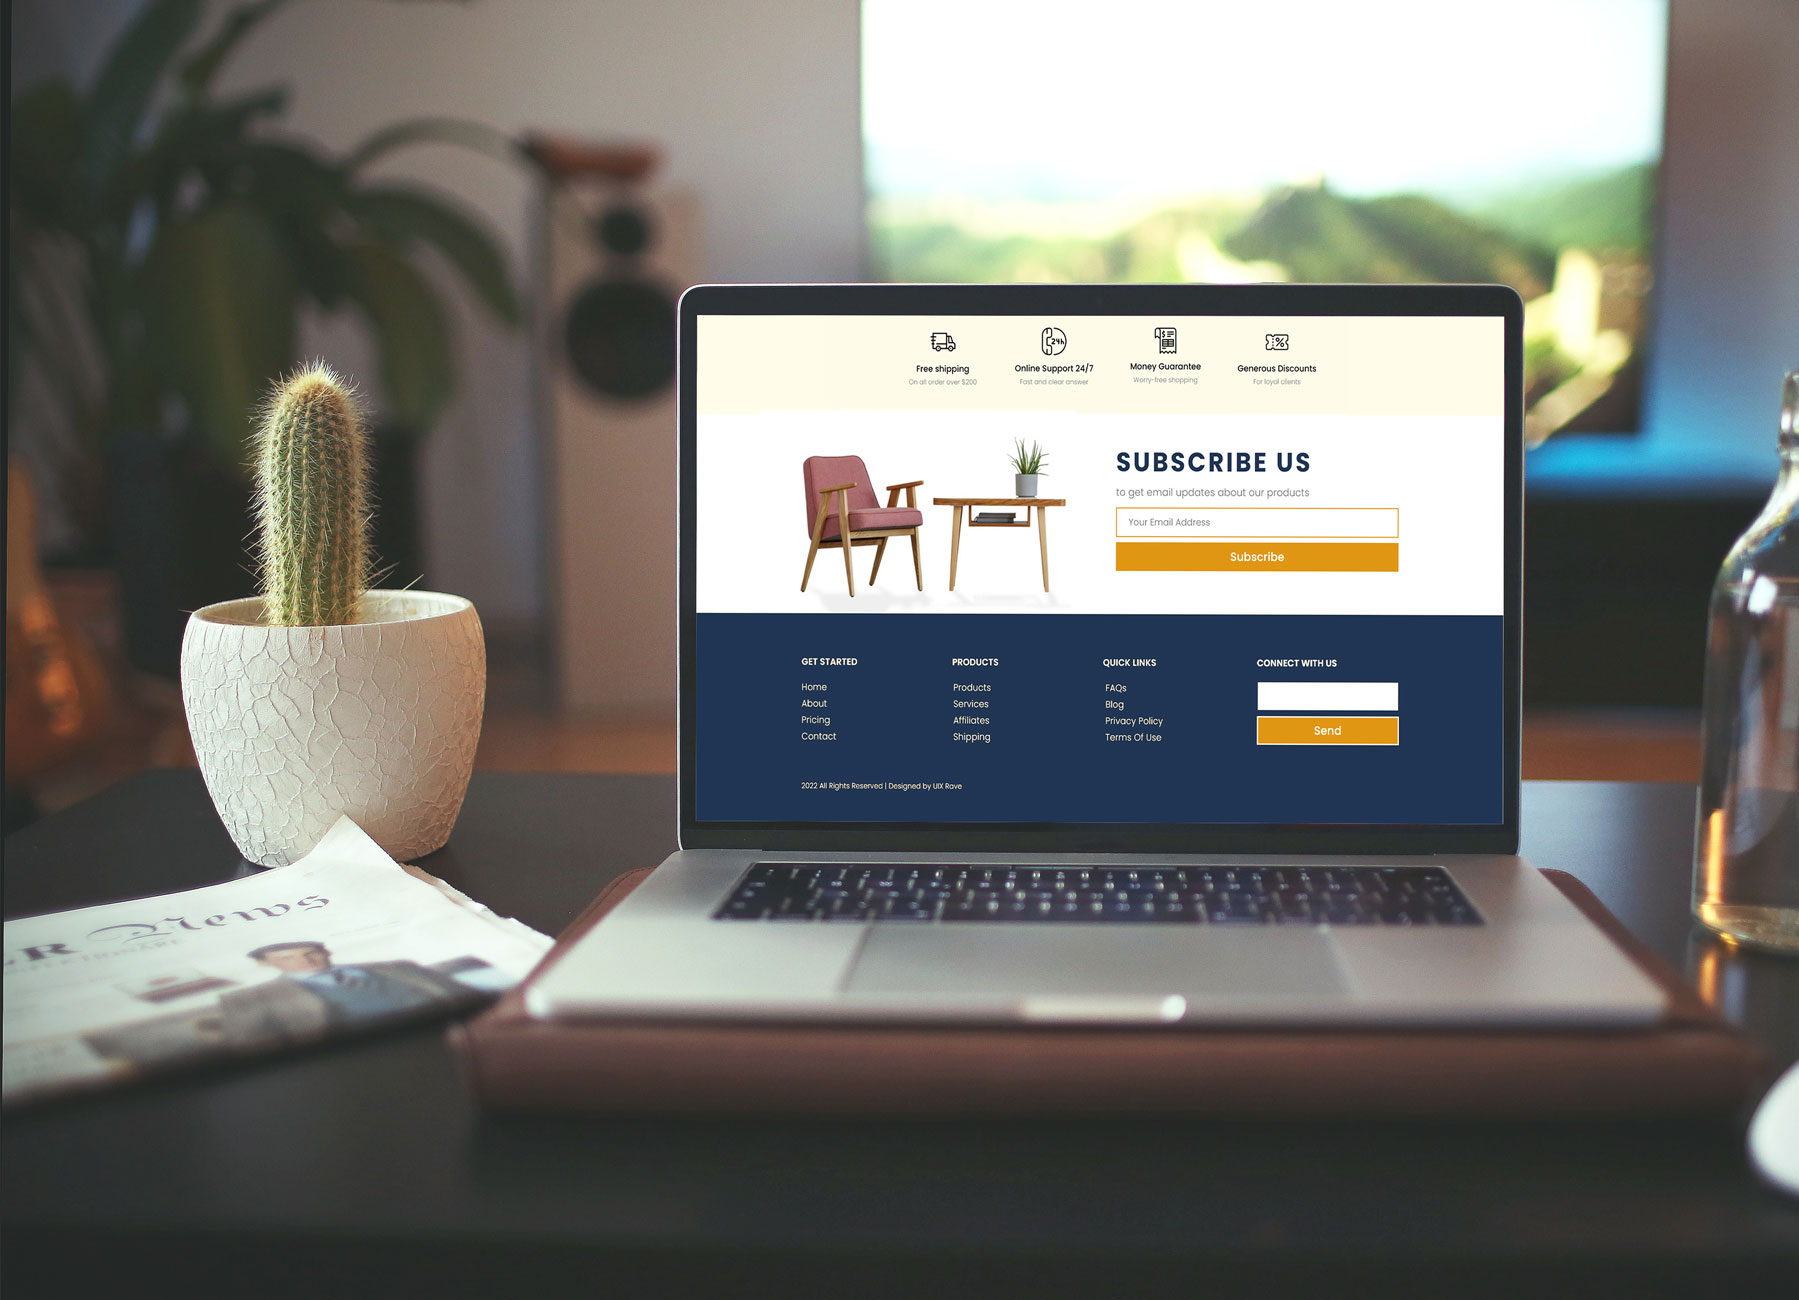 Free shipping
On all order over $200
24h
Online Support 24/7
Fast and clear answer
$
Money Guarantee
Worry-free shopping
%
Generous Discounts
For loyal clients
SUBSCRIBE US
to get email updates about our products
Your Email Address
Subscribe
GET STARTED
Home
About
Pricing
Contact
PRODUCTS
Products
Services
Affiliates
Shipping
QUICK LINKS
FAQs
Blog
Privacy Policy
Terms Of Use
CONNECT WITH US
Send
2022 All Rights Reserved | Designed by UIX Rave
News